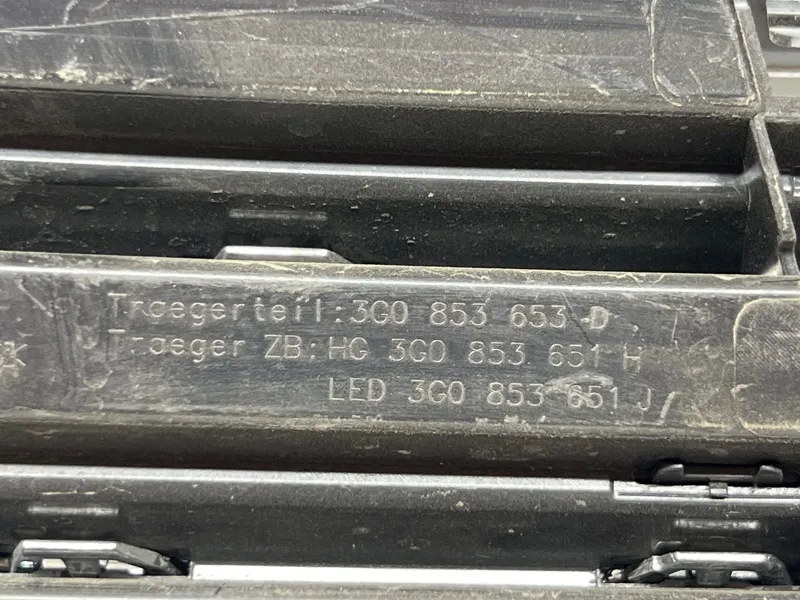 Traegerteil: 3G0 853 653 D
Traeger ZB: HG 3G0 853 651 H
LED 3G0 853 651 J